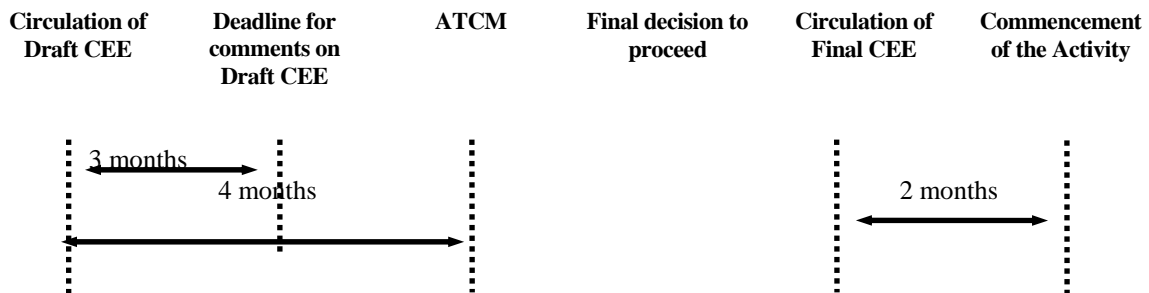 Circulation of
Draft CEE
Deadline for
comments on
Draft CEE
ATCM
Final decision to
proceed
Circulation of
Final CEE
Commencement
of the Activity
3 months
4 months
2 months